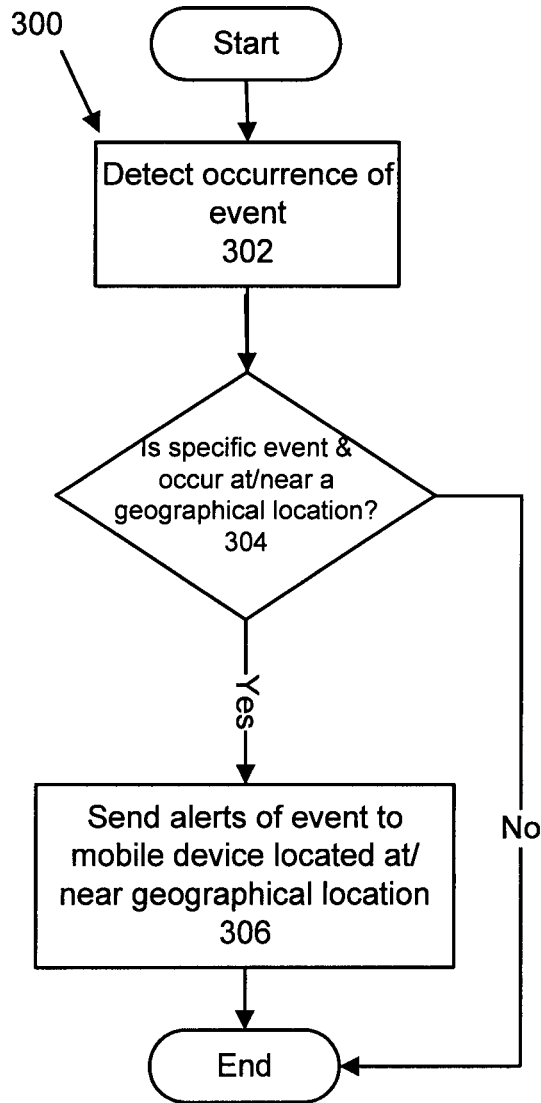 300
Start
Detect occurrence of
event
302
Is specific event &
occur at/near a
geographical location?
304
Yes
No
Send alerts of event to
mobile device located at/
near geographical location
306
End